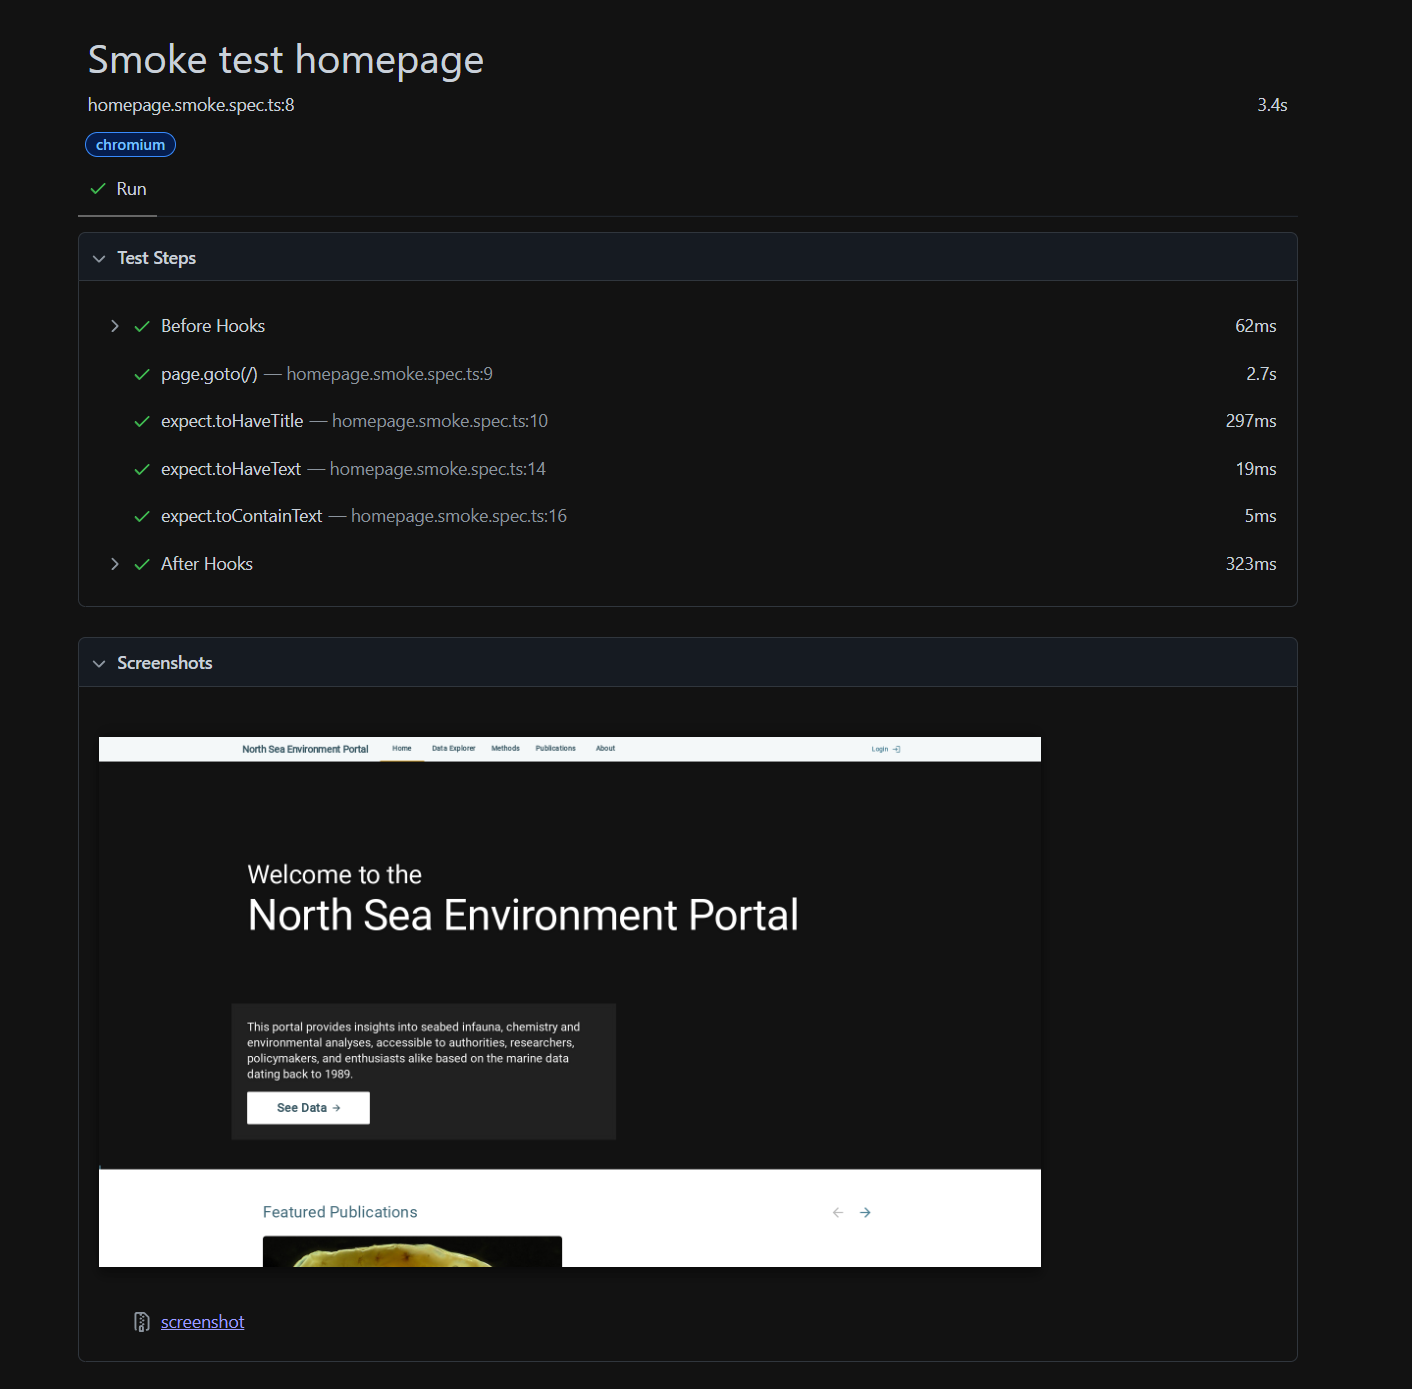 Smoke test homepage
homepage.smoke.spec.ts:8 3.4s
chromium
Run
Test Steps
Before Hooks 62ms
page.goto(/) — homepage.smoke.spec.ts:9 2.7s
expect.toHaveTitle — homepage.smoke.spec.ts:10 297ms
expect.toHaveText — homepage.smoke.spec.ts:14 19ms
expect.toContainText — homepage.smoke.spec.ts:16 5ms
After Hooks 323ms
Screenshots
North Sea Environment Portal Home Data Explorer Methods Publications About Login
Welcome to the
North Sea Environment Portal
This portal provides insights into seabed infauna, chemistry and
environmental analyses, accessible to authorities, researchers,
policymakers, and enthusiasts alike based on the marine data
dating back to 1989.
See Data →
Featured Publications ← →
screenshot